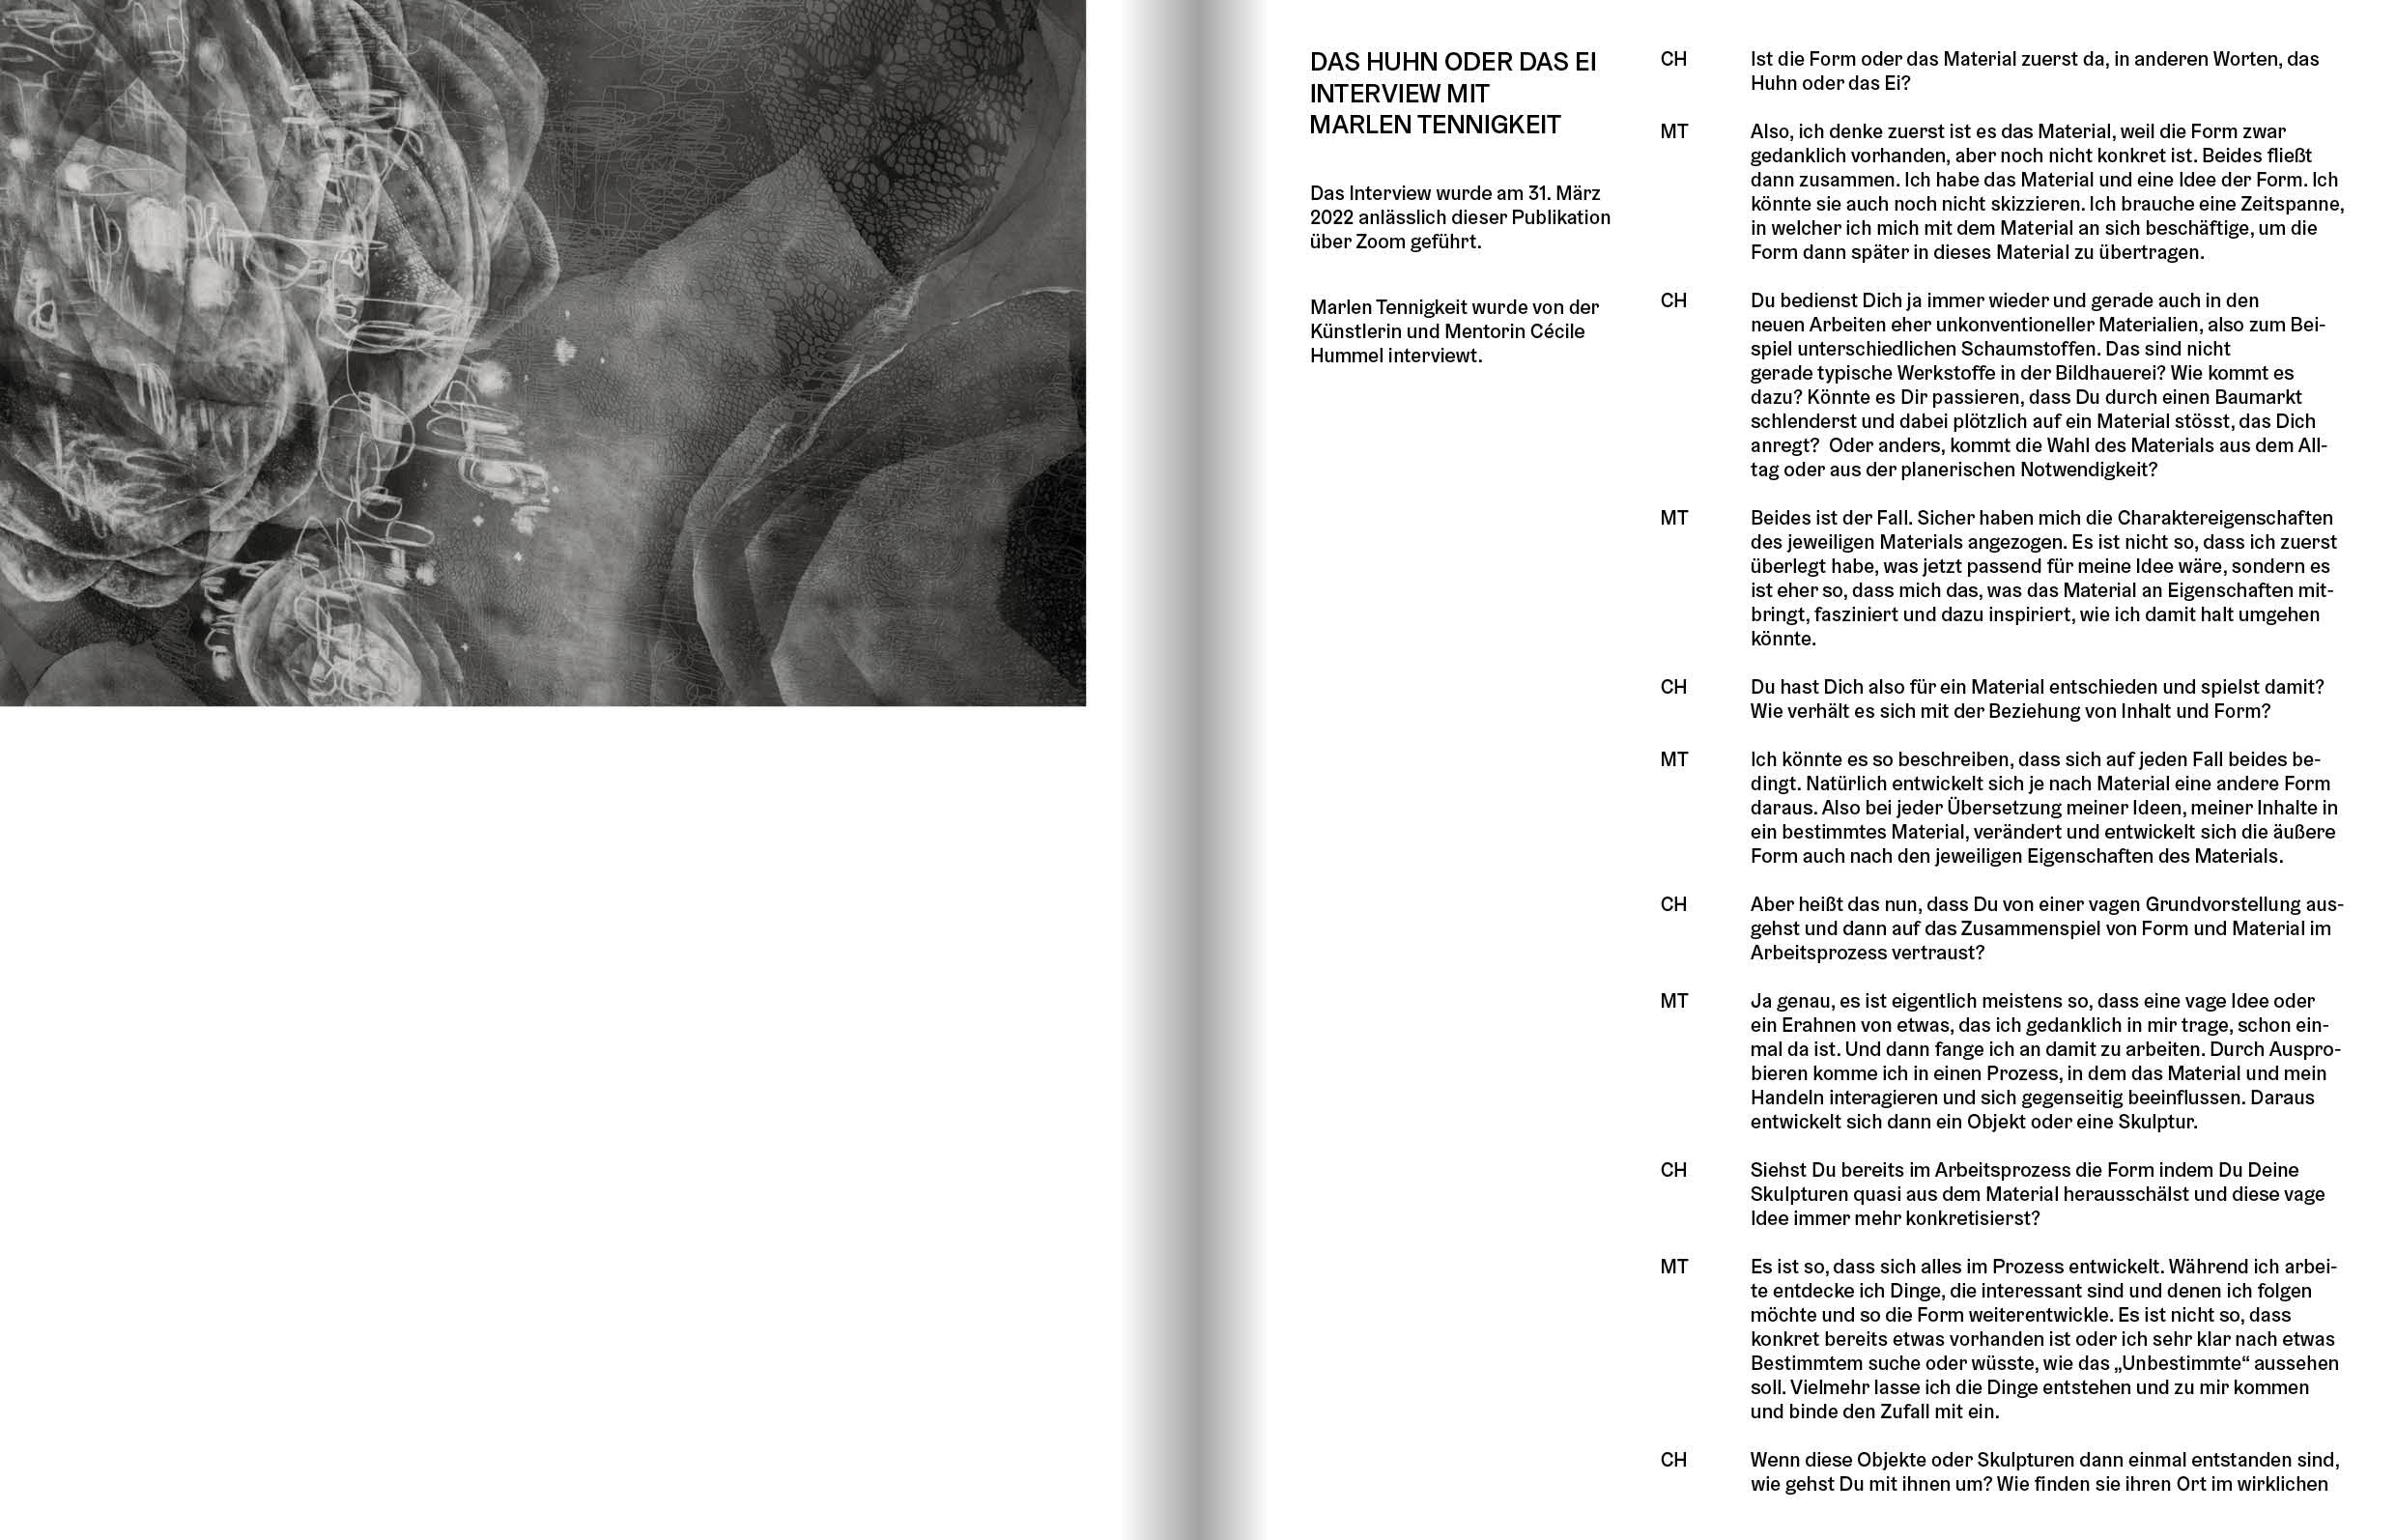 DAS HUHN ODER DAS EI
INTERVIEW MIT
MARLEN TENNIGKEIT
Das Interview wurde am 31. März
2022 anlässlich dieser Publikation
über Zoom geführt.
Marlen Tennigkeit wurde von der
Künstlerin und Mentorin Cécile
Hummel interviewt.
CH Ist die Form oder das Material zuerst da, in anderen Worten, das
Huhn oder das Ei?
MT Also, ich denke zuerst ist es das Material, weil die Form zwar
gedanklich vorhanden, aber noch nicht konkret ist. Beides fließt
dann zusammen. Ich habe das Material und eine Idee der Form. Ich
könnte sie auch noch nicht skizzieren. Ich brauche eine Zeitspanne,
in welcher ich mich mit dem Material an sich beschäftige, um die
Form dann später in dieses Material zu übertragen.
CH Du bedienst Dich ja immer wieder und gerade auch in den
neuen Arbeiten eher unkonventioneller Materialien, also zum Bei-
spiel unterschiedlichen Schaumstoffen. Das sind nicht
gerade typische Werkstoffe in der Bildhauerei? Wie kommt es
dazu? Könnte es Dir passieren, dass Du durch einen Baumarkt
schlenderst und dabei plötzlich auf ein Material stösst, das Dich
anregt?  Oder anders, kommt die Wahl des Materials aus dem All-
tag oder aus der planerischen Notwendigkeit?
MT Beides ist der Fall. Sicher haben mich die Charaktereigenschaften
des jeweiligen Materials angezogen. Es ist nicht so, dass ich zuerst
überlegt habe, was jetzt passend für meine Idee wäre, sondern es
ist eher so, dass mich das, was das Material an Eigenschaften mit-
bringt, fasziniert und dazu inspiriert, wie ich damit halt umgehen
könnte.
CH Du hast Dich also für ein Material entschieden und spielst damit?
Wie verhält es sich mit der Beziehung von Inhalt und Form?
MT Ich könnte es so beschreiben, dass sich auf jeden Fall beides be-
dingt. Natürlich entwickelt sich je nach Material eine andere Form
daraus. Also bei jeder Übersetzung meiner Ideen, meiner Inhalte in
ein bestimmtes Material, verändert und entwickelt sich die äußere
Form auch nach den jeweiligen Eigenschaften des Materials.
CH Aber heißt das nun, dass Du von einer vagen Grundvorstellung aus-
gehst und dann auf das Zusammenspiel von Form und Material im
Arbeitsprozess vertraust?
MT Ja genau, es ist eigentlich meistens so, dass eine vage Idee oder
ein Erahnen von etwas, das ich gedanklich in mir trage, schon ein-
mal da ist. Und dann fange ich an damit zu arbeiten. Durch Auspro-
bieren komme ich in einen Prozess, in dem das Material und mein
Handeln interagieren und sich gegenseitig beeinflussen. Daraus
entwickelt sich dann ein Objekt oder eine Skulptur.
CH Siehst Du bereits im Arbeitsprozess die Form indem Du Deine
Skulpturen quasi aus dem Material herausschälst und diese vage
Idee immer mehr konkretisierst?
MT Es ist so, dass sich alles im Prozess entwickelt. Während ich arbei-
te entdecke ich Dinge, die interessant sind und denen ich folgen
möchte und so die Form weiterentwickle. Es ist nicht so, dass
konkret bereits etwas vorhanden ist oder ich sehr klar nach etwas
Bestimmtem suche oder wüsste, wie das „Unbestimmte“ aussehen
soll. Vielmehr lasse ich die Dinge entstehen und zu mir kommen
und binde den Zufall mit ein.
CH Wenn diese Objekte oder Skulpturen dann einmal entstanden sind,
wie gehst Du mit ihnen um? Wie finden sie ihren Ort im wirklichen